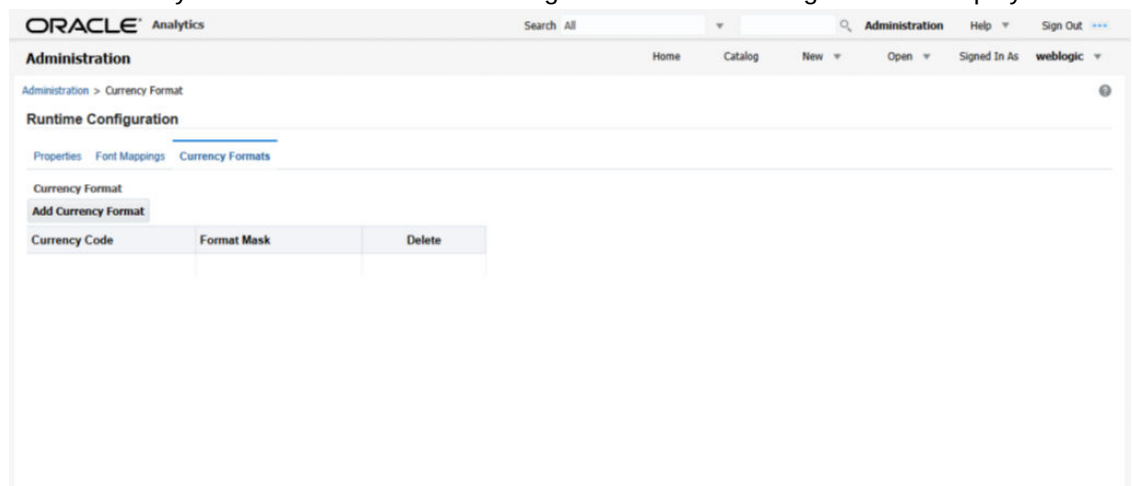 ORACLE Analytics Search All Administration Help Sign Out
Administration Home Catalog New Open Signed In As weblogic
Administration > Currency Format
Runtime Configuration
Properties Font Mappings Currency Formats
Currency Format
Add Currency Format
Currency Code Format Mask Delete